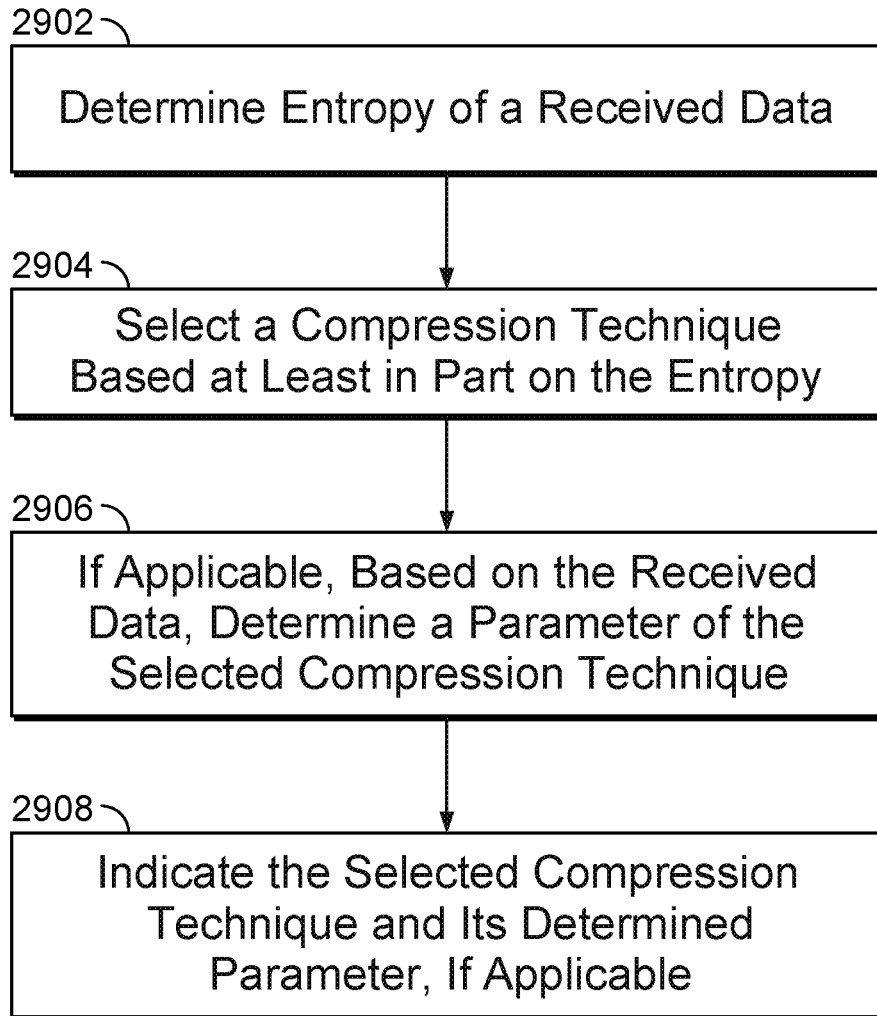 2902
Determine Entropy of a Received Data
2904
Select a Compression Technique
Based at Least in Part on the Entropy
2906
If Applicable, Based on the Received
Data, Determine a Parameter of the
Selected Compression Technique
2908
Indicate the Selected Compression
Technique and Its Determined
Parameter, If Applicable